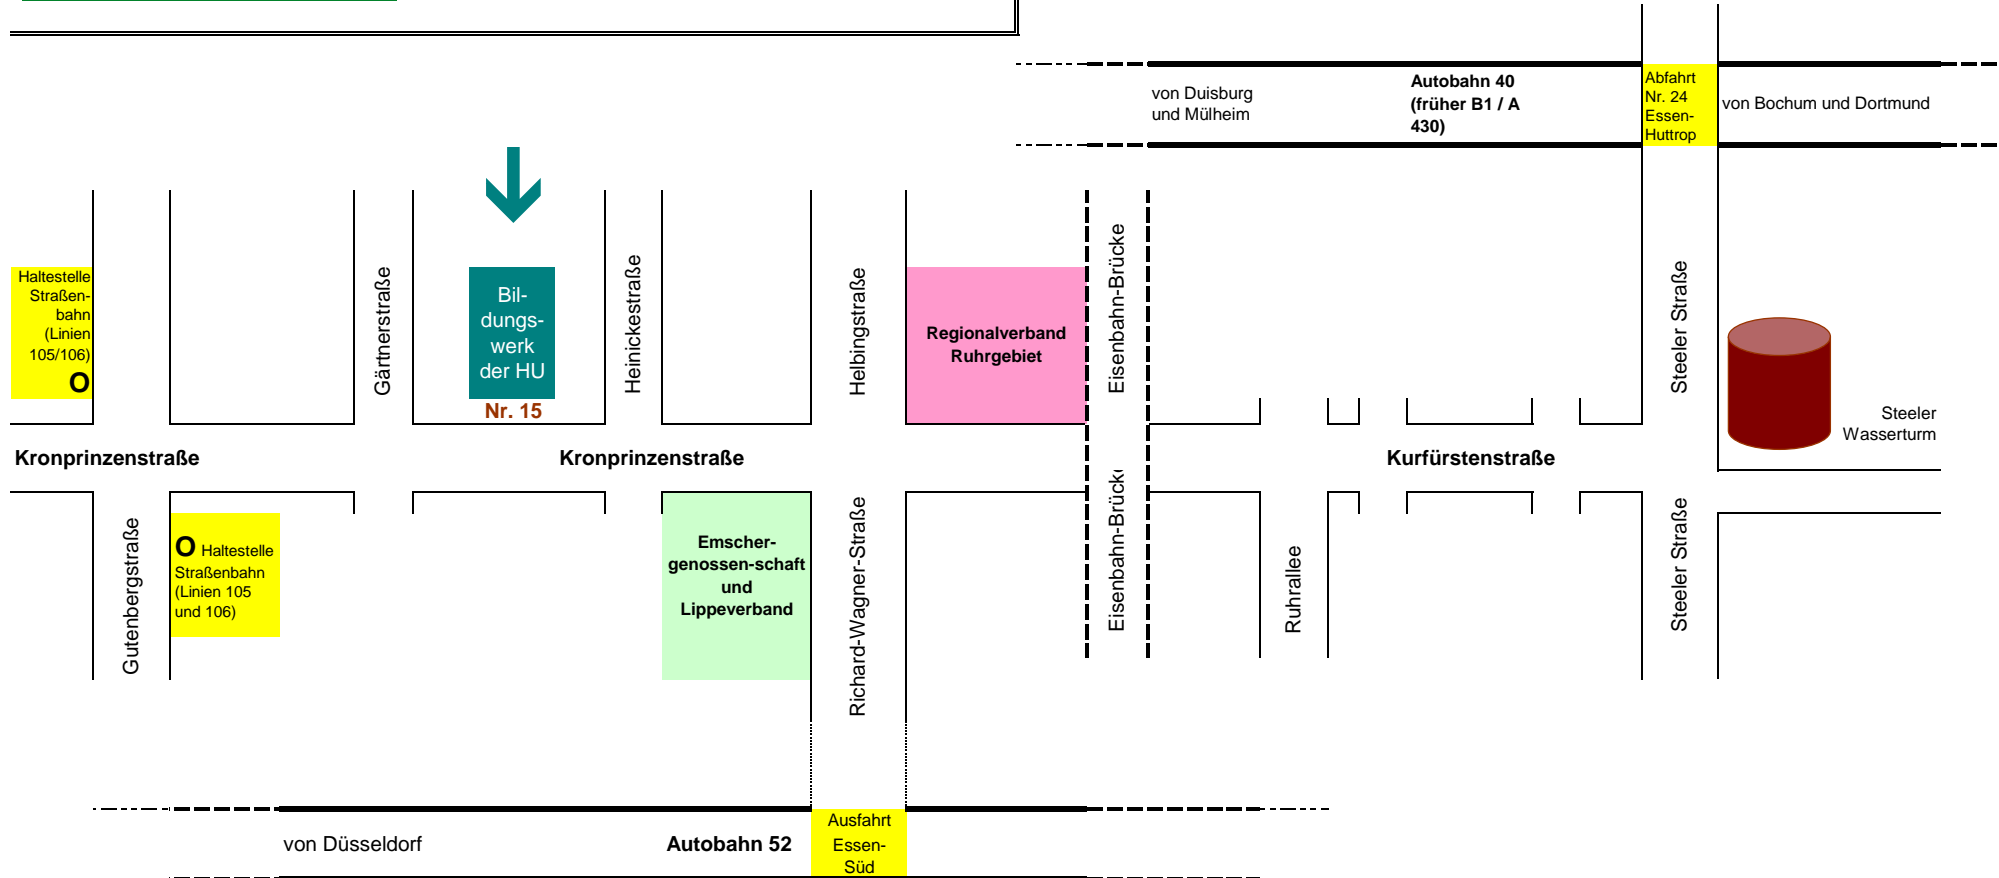 von Duisburg
und Mülheim
Autobahn 40
(früher B1 / A
430)
Abfahrt
Nr. 24
Essen-
Huttrop
von Bochum und Dortmund
Haltestelle
Straßen-
bahn
(Linien
105/106)
O
Gärtnerstraße
Bil-
dungs-
werk
der HU
Nr. 15
Heinickestraße
Helbingstraße
Regionalverband
Ruhrgebiet
Eisenbahn-Brücke
Steeler Straße
Steeler
Wasserturm
Kronprinzenstraße
Kronprinzenstraße
Kurfürstenstraße
Gutenbergstraße
O Haltestelle
Straßenbahn
(Linien 105
und 106)
Emscher-
genossen-schaft
und
Lippeverband
Richard-Wagner-Straße
Eisenbahn-Brück
Ruhrallee
Steeler Straße
von Düsseldorf
Autobahn 52
Ausfahrt
Essen-
Süd